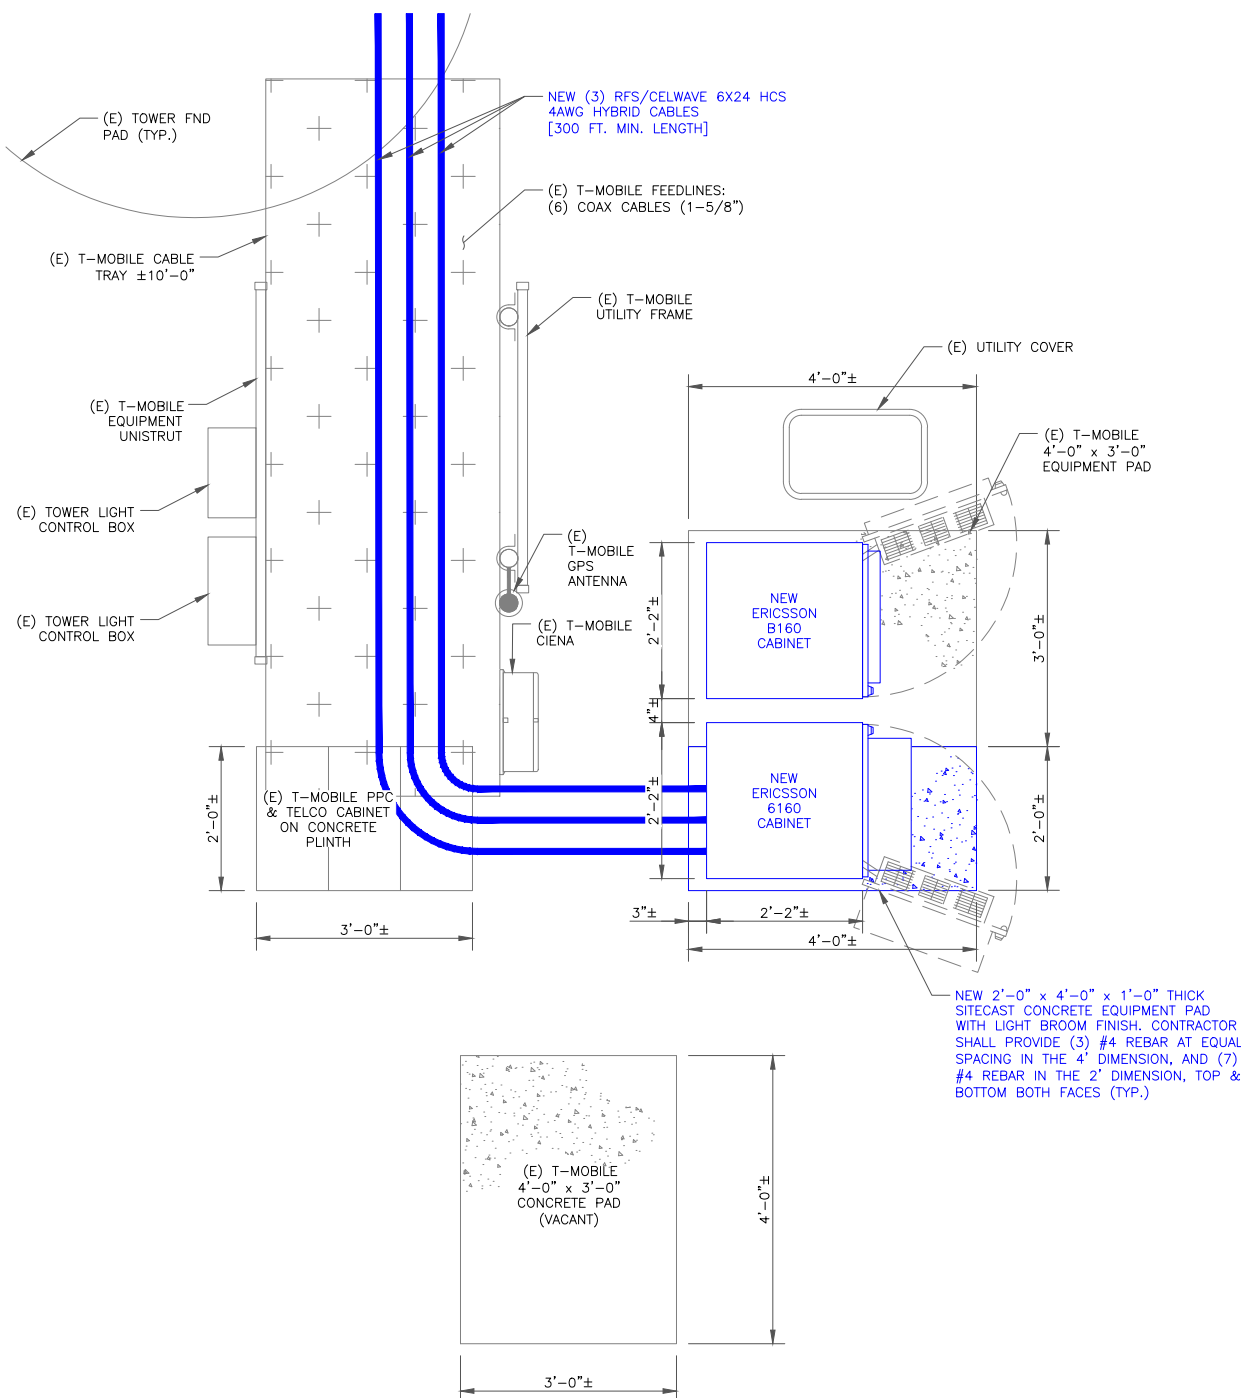 NEW (3) RFS/CELWAVE 6X24 HCS
4AWG HYBRID CABLES
[300 FT. MIN. LENGTH]
(E) TOWER FND
PAD (TYP.)
(E) T-MOBILE FEEDLINES:
(6) COAX CABLES (1-5/8")
(E) T-MOBILE CABLE
TRAY ±10'-0"
(E) T-MOBILE
UTILITY FRAME
(E) UTILITY COVER
4'-0"±
(E) T-MOBILE
EQUIPMENT
UNISTRUT
(E) T-MOBILE
4'-0" x 3'-0"
EQUIPMENT PAD
(E) TOWER LIGHT
CONTROL BOX
(E)
T-MOBILE
GPS
ANTENNA
(E) TOWER LIGHT
CONTROL BOX
(E) T-MOBILE
CIENA
2'-2"±
NEW
ERICSSON
B160
CABINET
3'-0"±
4"±
2'-0"±
(E) T-MOBILE PPC
& TELCO CABINET
ON CONCRETE
PLINTH
2'-2"±
NEW
ERICSSON
6160
CABINET
2'-0"±
3'-0"±
3"±
2'-2"±
4'-0"±
NEW 2'-0" x 4'-0" x 1'-0" THICK
SITECAST CONCRETE EQUIPMENT PAD
WITH LIGHT BROOM FINISH. CONTRACTOR
SHALL PROVIDE (3) #4 REBAR AT EQUAL
SPACING IN THE 4' DIMENSION, AND (7)
#4 REBAR IN THE 2' DIMENSION, TOP &
BOTTOM BOTH FACES (TYP.)
(E) T-MOBILE
4'-0" x 3'-0"
CONCRETE PAD
(VACANT)
4'-0"±
3'-0"±